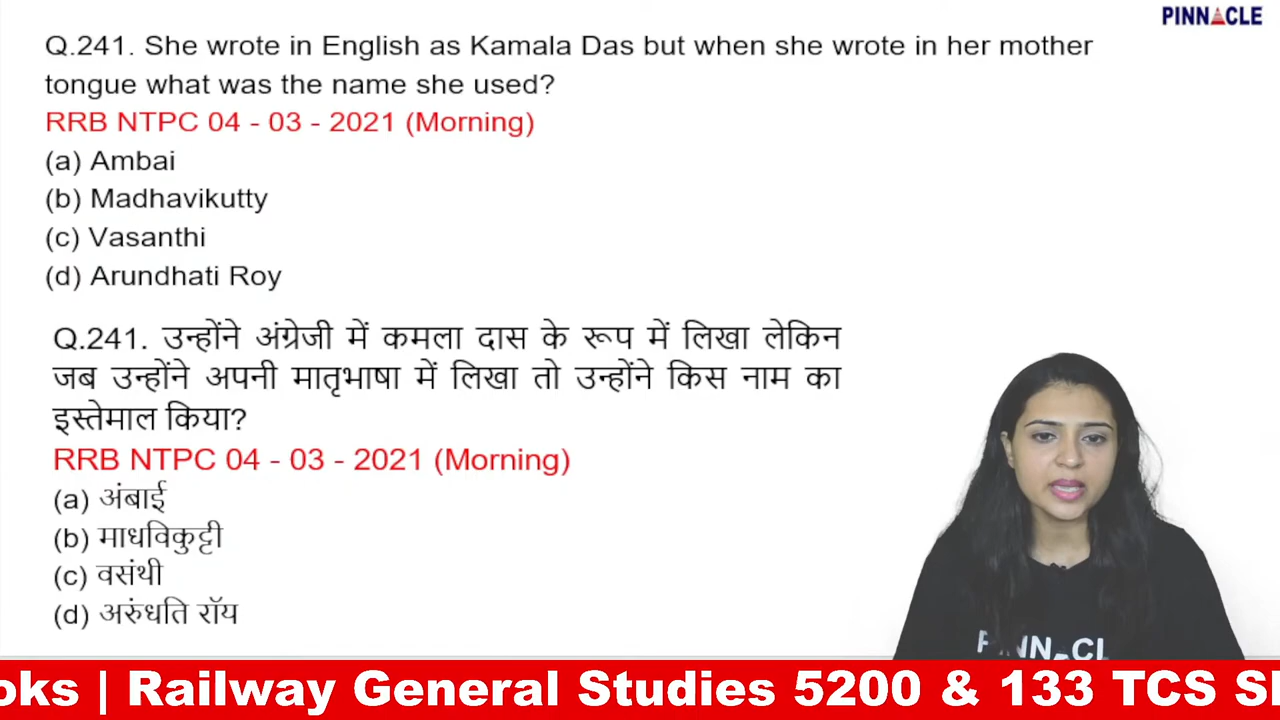 PINNACLE
Q.241. She wrote in English as Kamala Das but when she wrote in her mother
tongue what was the name she used?
RRB NTPC 04 - 03 - 2021 (Morning)
(a) Ambai
(b) Madhavikutty
(c) Vasanthi
(d) Arundhati Roy
Q.241. उन्होंने अंग्रेजी में कमला दास के रूप में लिखा लेकिन
जब उन्होंने अपनी मातृभाषा में लिखा तो उन्होंने किस नाम का
इस्तेमाल किया?
RRB NTPC 04 - 03 - 2021 (Morning)
(a) अंबाई
(b) माधविकुट्टी
(c) वसंथी
(d) अरुंधति रॉय
| Railway General Studies 5200 & 133 TCS